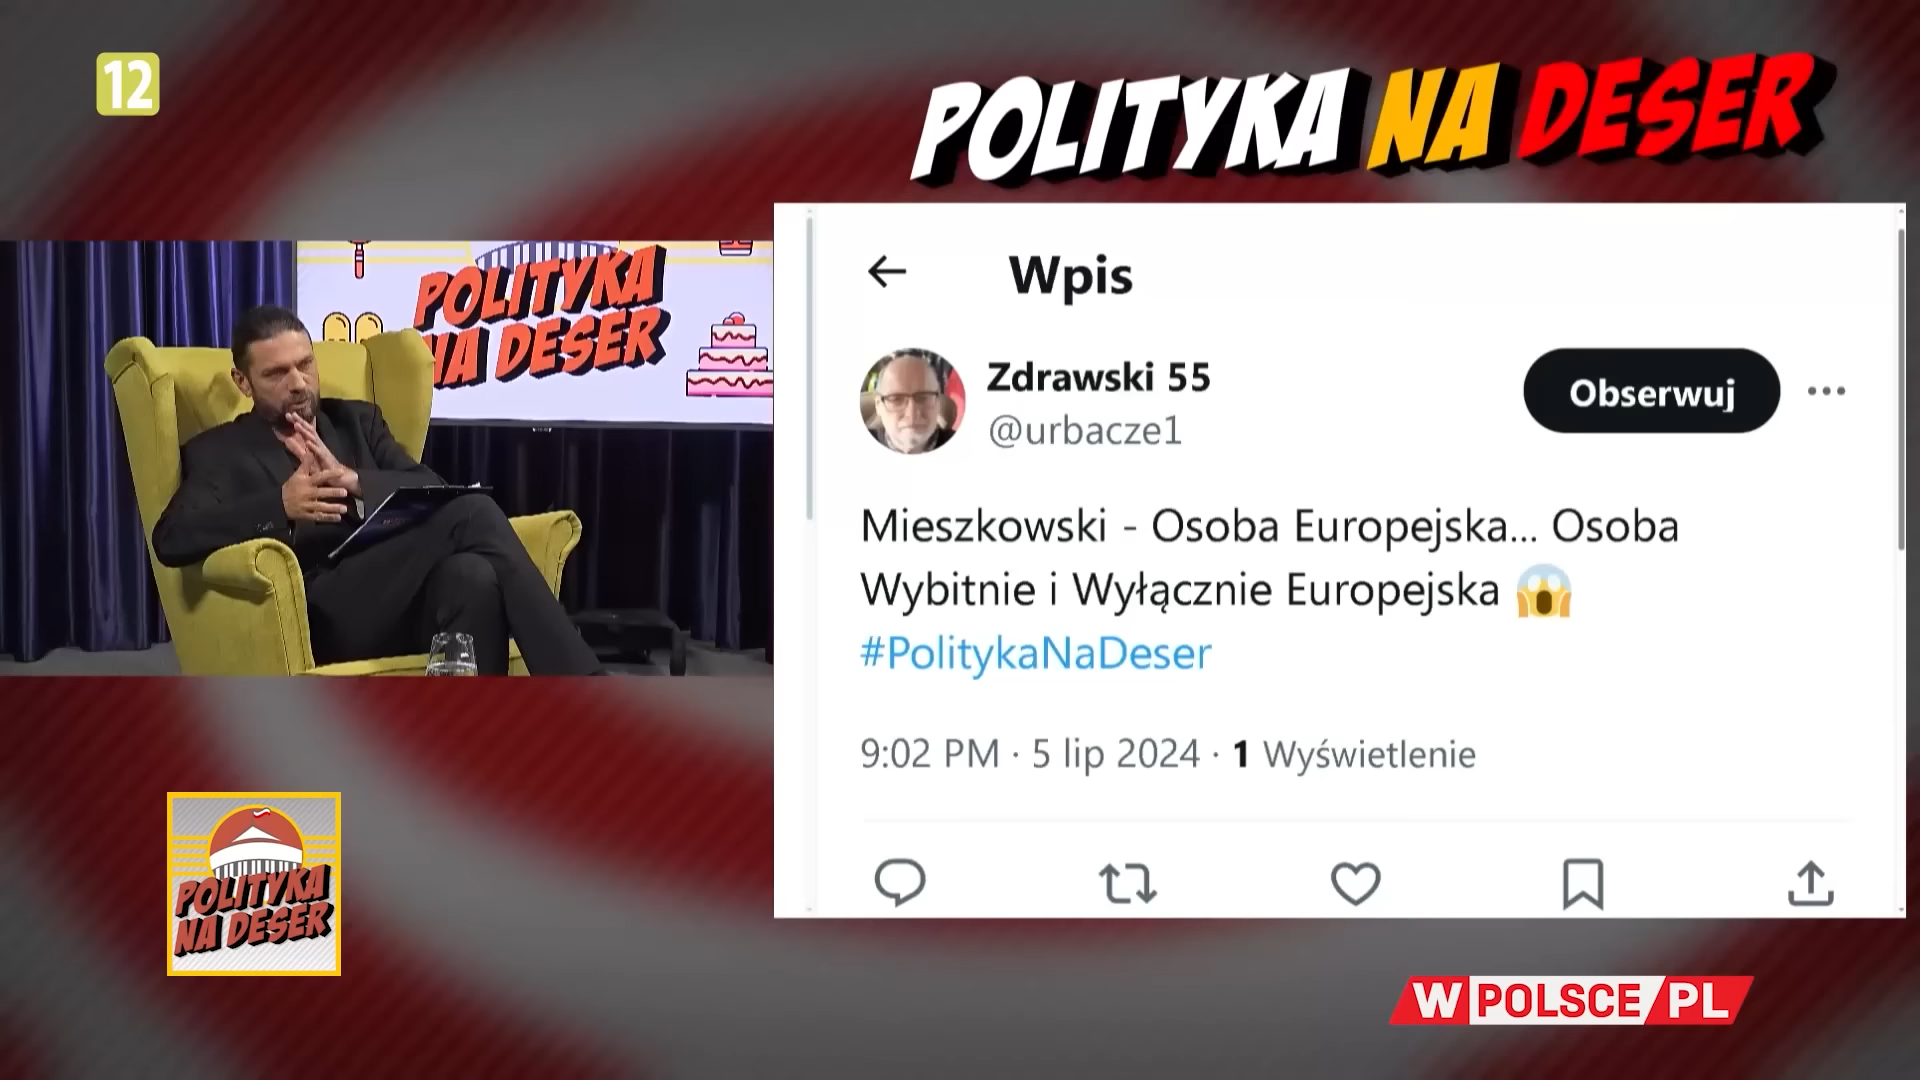 12
POLITYKA NA DESER
POLITYKA
NA DESER
Wpis
Zdrawski 55
@urbacze1
Obserwuj
Mieszkowski - Osoba Europejska... Osoba
Wybitnie i Wyłącznie Europejska 😱
#PolitykaNaDeser
9:02 PM · 5 lip 2024 · 1 Wyświetlenie
POLITYKA
NA DESER
W POLSCE/PL